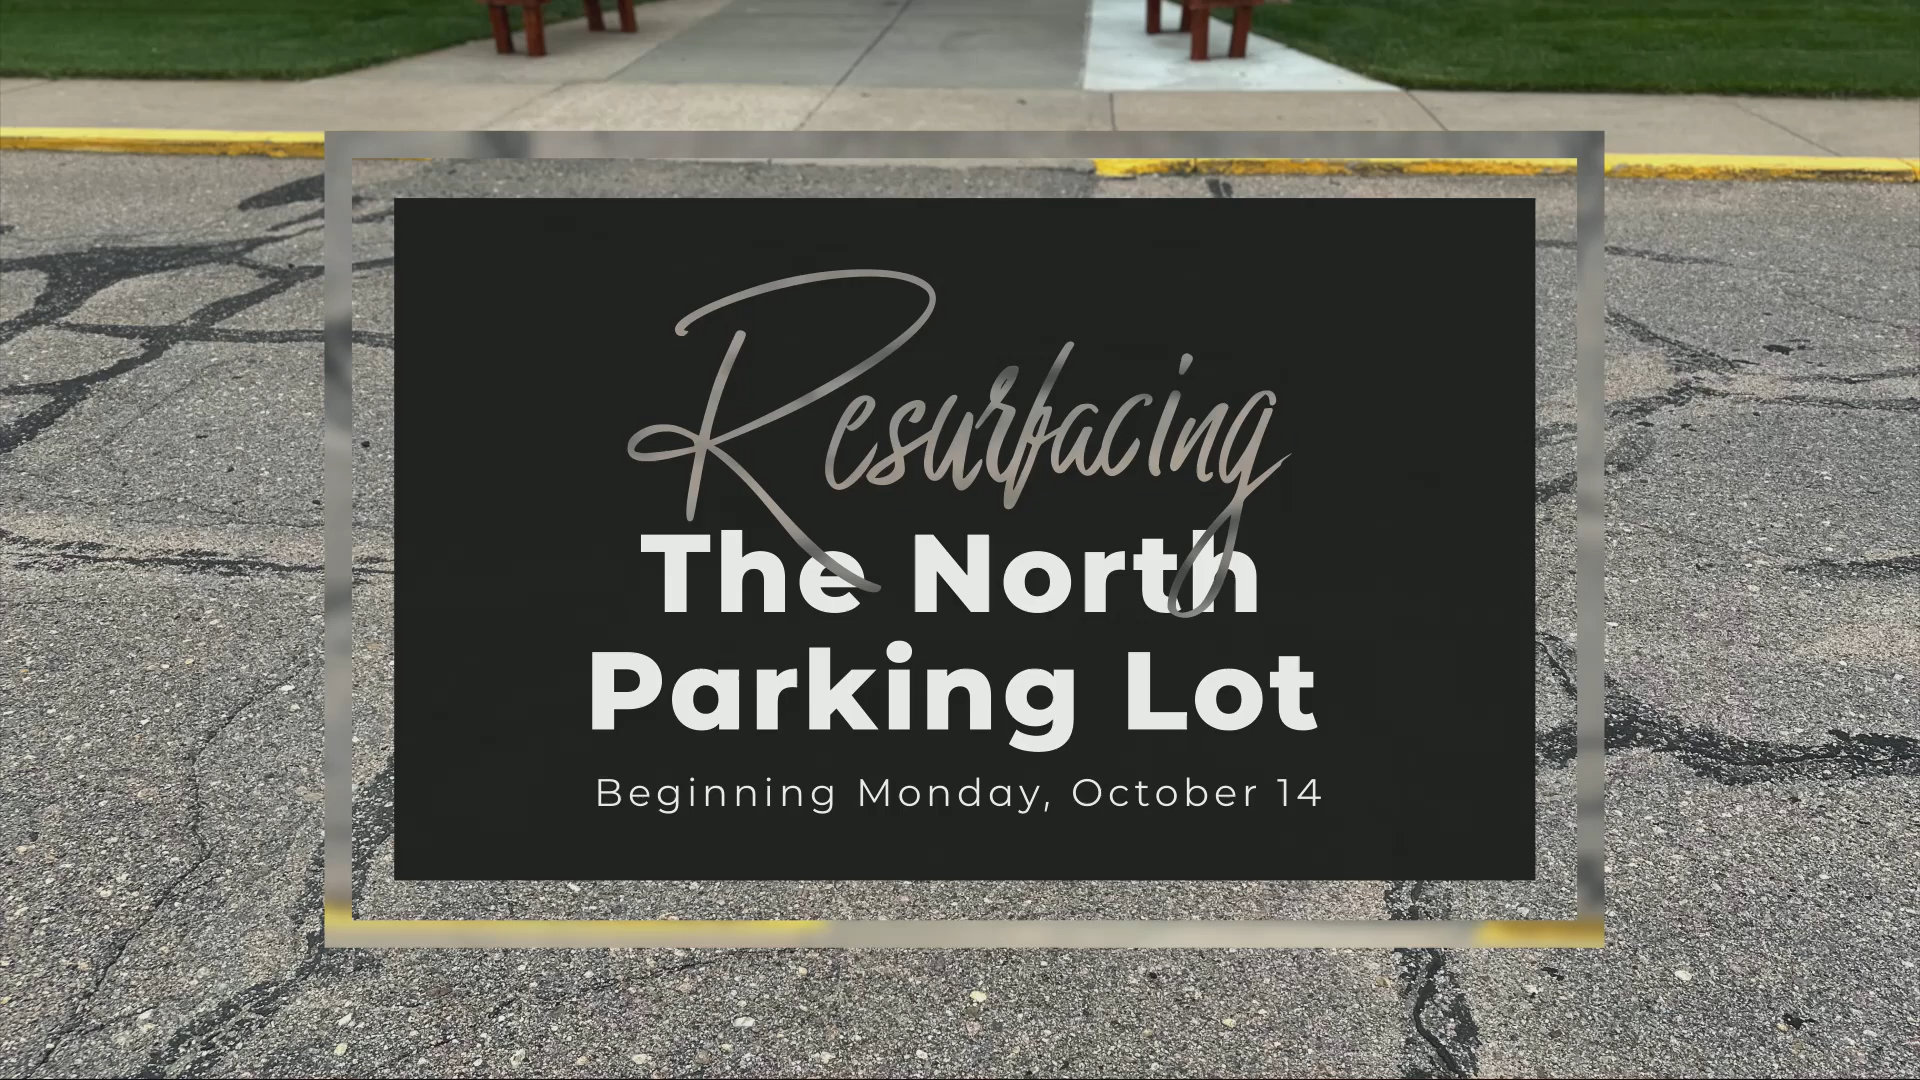 Resurfacing
The North
Parking Lot
Beginning Monday, October 14